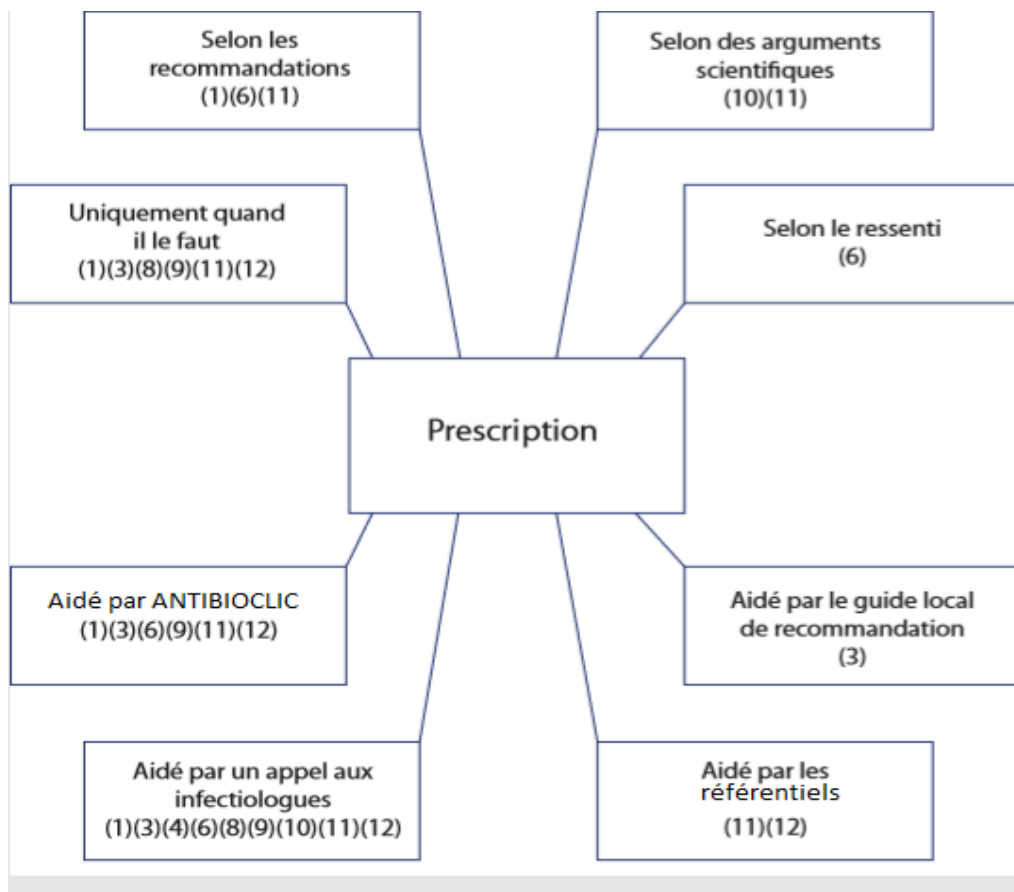 Selon les
recommandations
(1)(6)(11)
Selon des arguments
scientifiques
(10)(11)
Uniquement quand
il le faut
(1)(3)(8)(9)(11)(12)
Selon le ressenti
(6)
Prescription
Aidé par ANTIBIOCLIC
(1)(3)(6)(9)(11)(12)
Aidé par le guide local
de recommandation
(3)
Aidé par un appel aux
infectiologues
(1)(3)(4)(6)(8)(9)(10)(11)(12)
Aidé par les
référentiels
(11)(12)